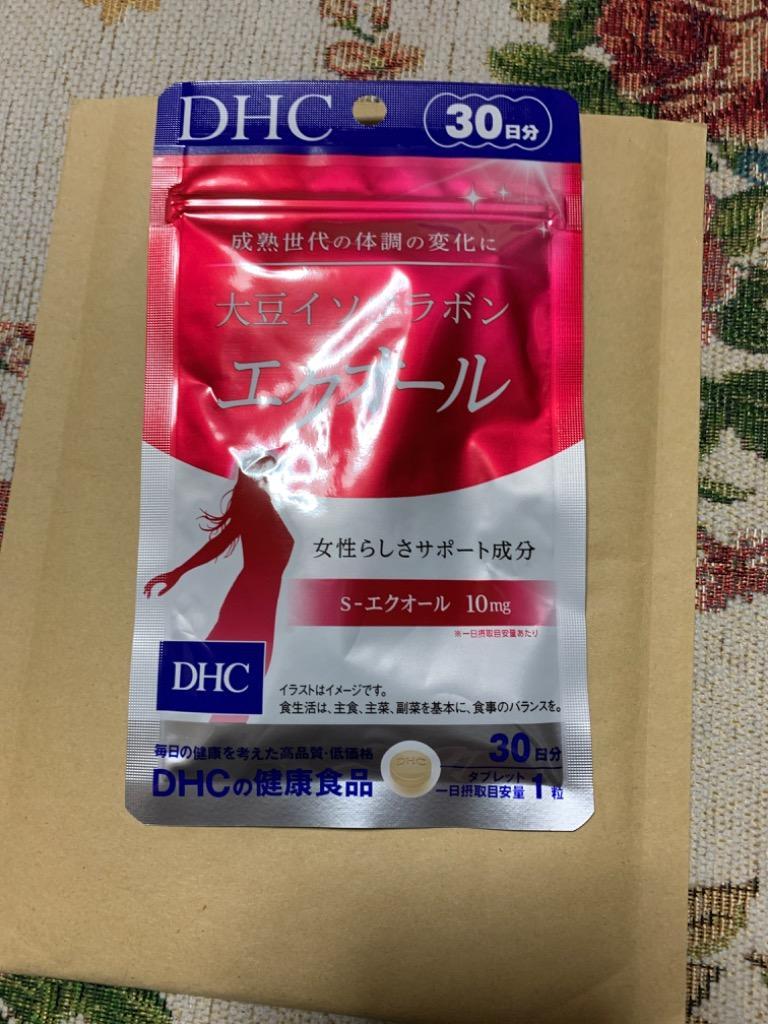 DHC
30日分
成熟世代の体調の変化に
大豆イソフラボン
エクオール
女性らしさサポート成分
S-エクオール 10mg
※一日摂取目安量あたり
DHC
イラストはイメージです。
食生活は、主食、主菜、副菜を基本に、食事のバランスを。
毎日の健康を考えた高品質・低価格
DHCの健康食品
DHC
30日分
タブレット
一日摂取目安量 1粒